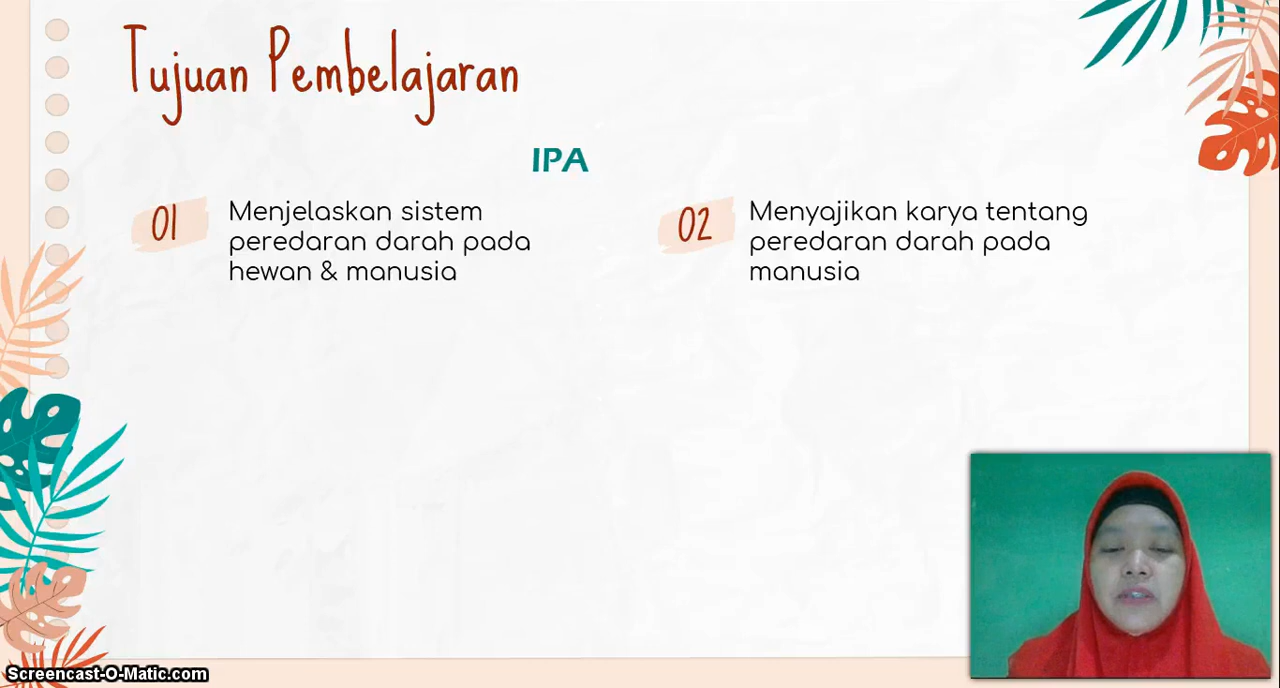 Tujuan Pembelajaran
IPA
01
Menjelaskan sistem
peredaran darah pada
hewan & manusia
02
Menyajikan karya tentang
peredaran darah pada
manusia
Screencast-O-Matic.com